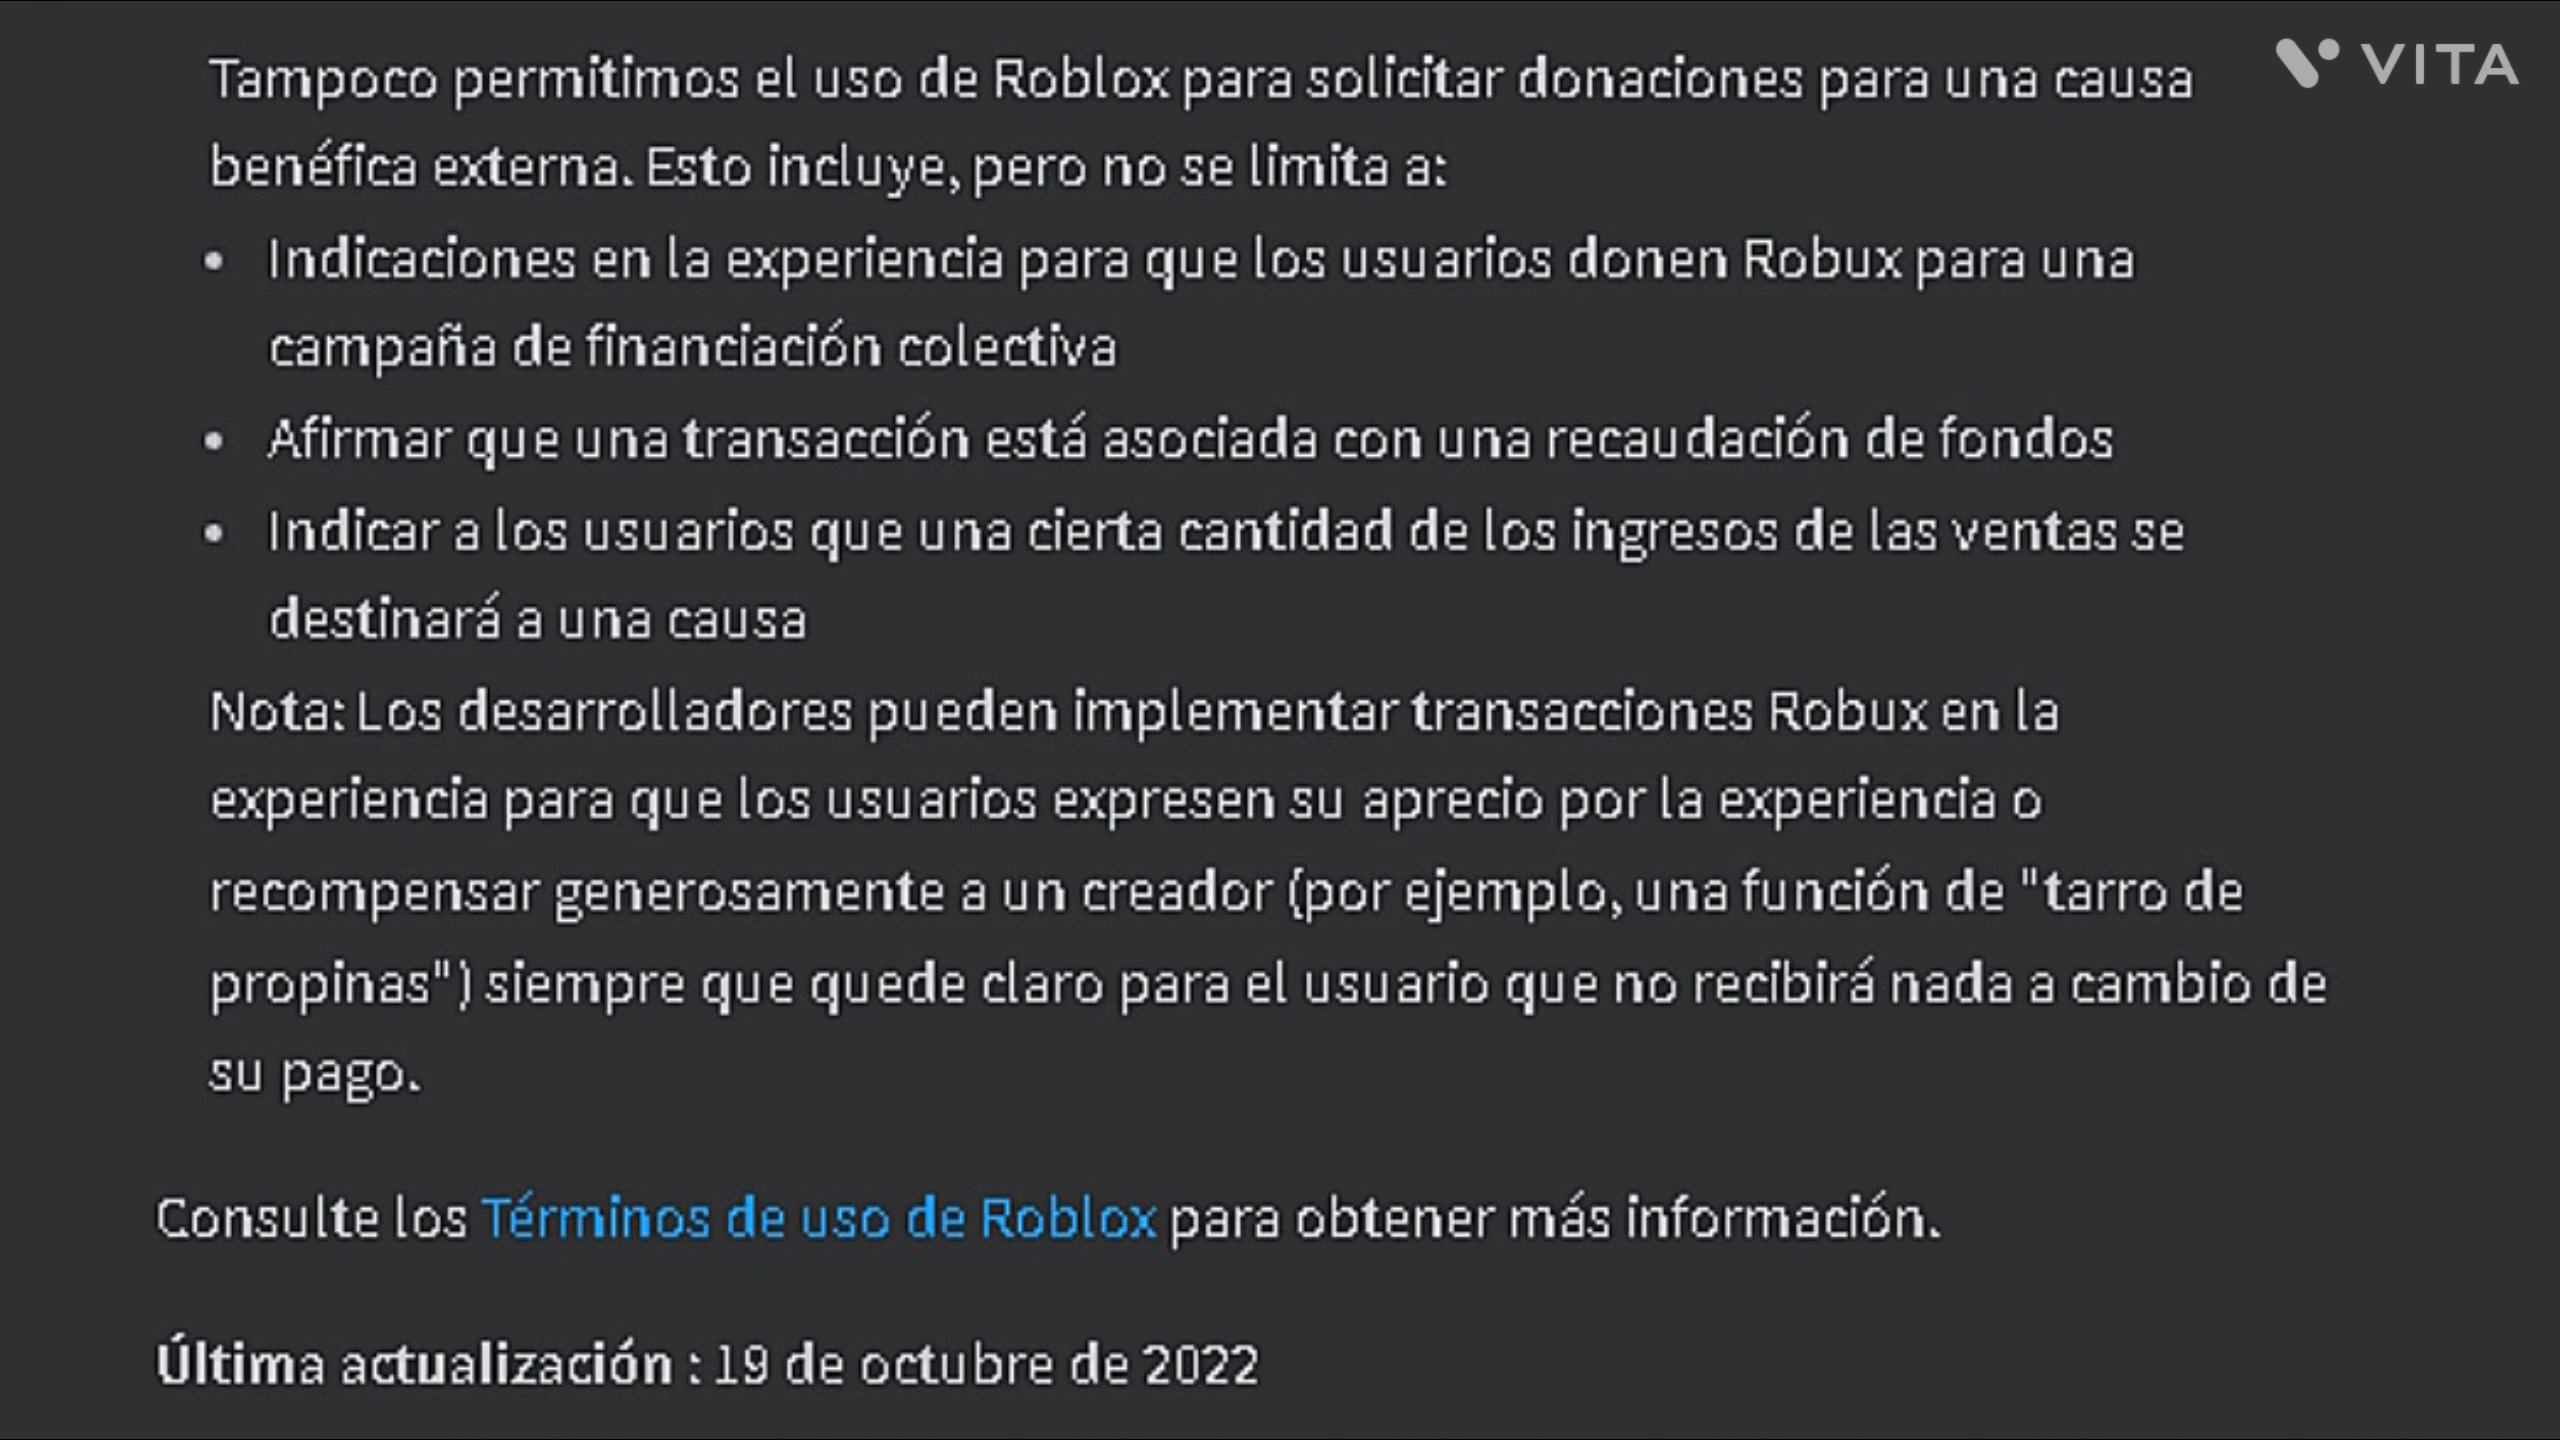 VITA
Tampoco permitimos el uso de Roblox para solicitar donaciones para una causa
benéfica externa. Esto incluye, pero no se limita a:
• Indicaciones en la experiencia para que los usuarios donen Robux para una
campaña de financiación colectiva
• Afirmar que una transacción está asociada con una recaudación de fondos
• Indicar a los usuarios que una cierta cantidad de los ingresos de las ventas se
destinará a una causa
Nota: Los desarrolladores pueden implementar transacciones Robux en la
experiencia para que los usuarios expresen su aprecio por la experiencia o
recompensar generosamente a un creador (por ejemplo, una función de "tarro de
propinas") siempre que quede claro para el usuario que no recibirá nada a cambio de
su pago.
Consulte los Términos de uso de Roblox para obtener más información.
Última actualización : 19 de octubre de 2022